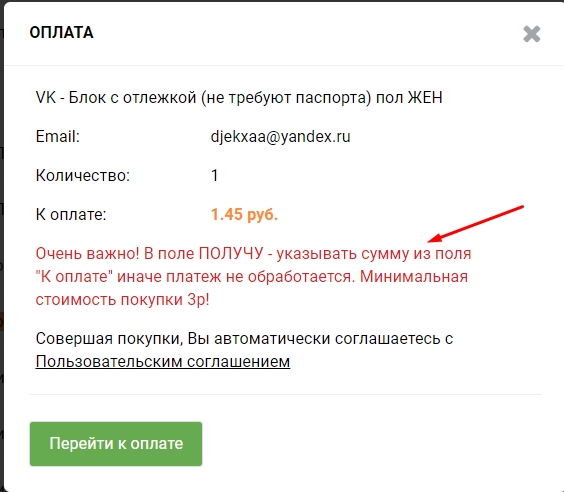 ОПЛАТА
VK - Блок с отлежкой (не требуют паспорта) пол ЖЕН
Email: djekxaa@yandex.ru
Количество: 1
К оплате: 1.45 руб.
Очень важно! В поле ПОЛУЧУ - указывать сумму из поля
"К оплате" иначе платеж не обработается. Минимальная
стоимость покупки 3р!
Совершая покупки, Вы автоматически соглашаетесь с
Пользовательским соглашением
Перейти к оплате